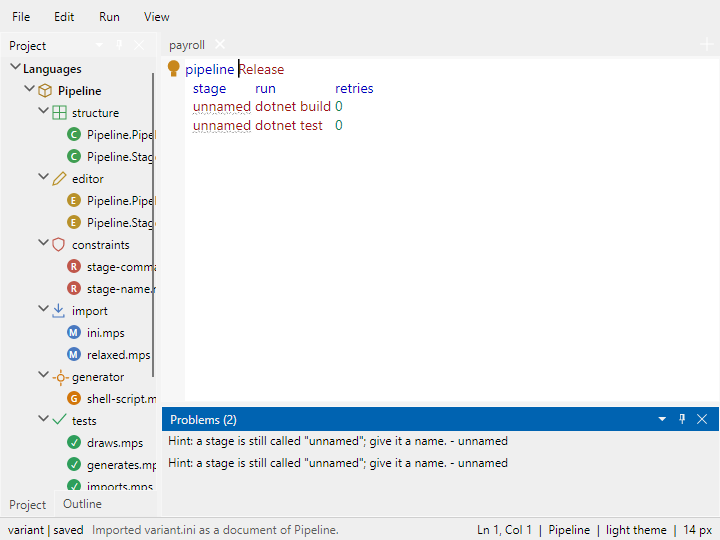 File Edit Run View
Project
payroll
Languages
Pipeline
structure
Pipeline.Pipe
Pipeline.Stag
editor
Pipeline.Pipe
Pipeline.Stag
constraints
stage-comma
stage-name.r
import
ini.mps
relaxed.mps
generator
shell-script.m
tests
draws.mps
generates.mp
imports.mps
Project Outline
pipeline Release
stage run retries
unnamed dotnet build 0
unnamed dotnet test 0
Problems (2)
Hint: a stage is still called "unnamed"; give it a name. - unnamed
Hint: a stage is still called "unnamed"; give it a name. - unnamed
variant | saved Imported variant.ini as a document of Pipeline. Ln 1, Col 1 | Pipeline | light theme | 14 px